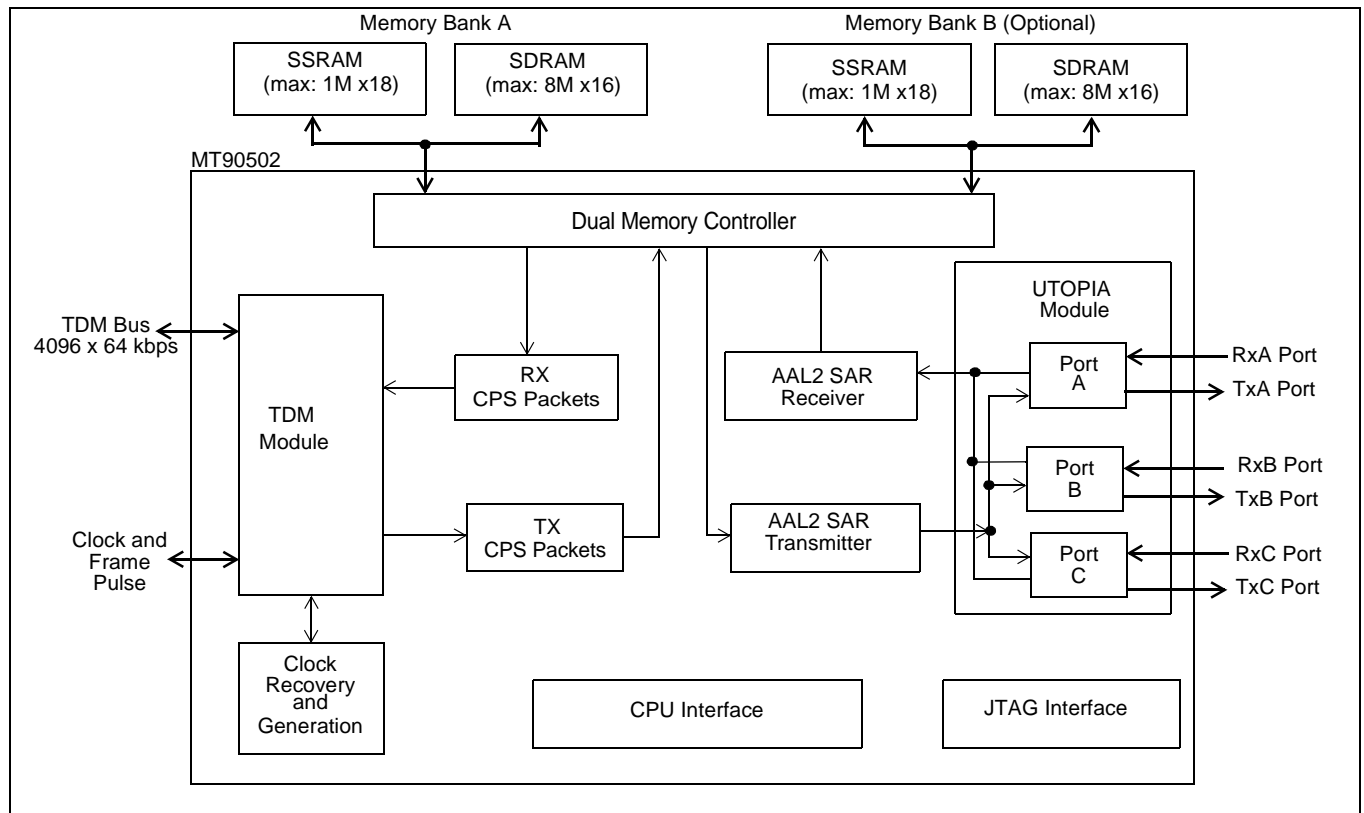 Memory Bank A
Memory Bank B (Optional)
SSRAM
(max: 1M x18)
SDRAM
(max: 8M x16)
SSRAM
(max: 1M x18)
SDRAM
(max: 8M x16)
MT90502
Dual Memory Controller
UTOPIA
Module
TDM Bus
4096 x 64 kbps
TDM
Module
RX
CPS Packets
AAL2 SAR
Receiver
Port
A
RxA Port
TxA Port
Port
B
RxB Port
TxB Port
TX
CPS Packets
AAL2 SAR
Transmitter
Port
C
RxC Port
TxC Port
Clock and
Frame
Pulse
Clock
Recovery
and
Generation
CPU Interface
JTAG Interface